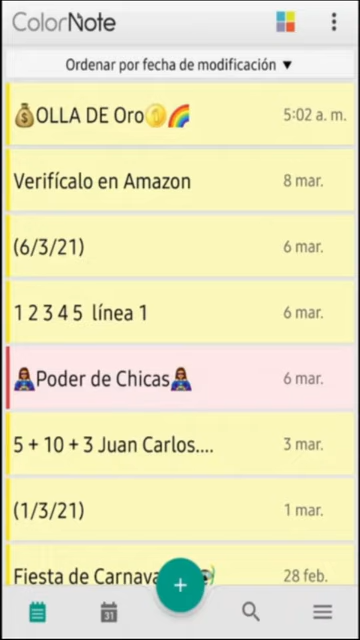 ColorNote
Ordenar por fecha de modificación ▼
💰OLLA DE Oro🪙🌈 5:02 a. m.
Verifícalo en Amazon 8 mar.
(6/3/21) 6 mar.
1 2 3 4 5 línea 1 6 mar.
🦸‍♀️Poder de Chicas🦸‍♀️ 6 mar.
5 + 10 + 3 Juan Carlos.... 3 mar.
(1/3/21) 1 mar.
Fiesta de Carnava 28 feb.
31